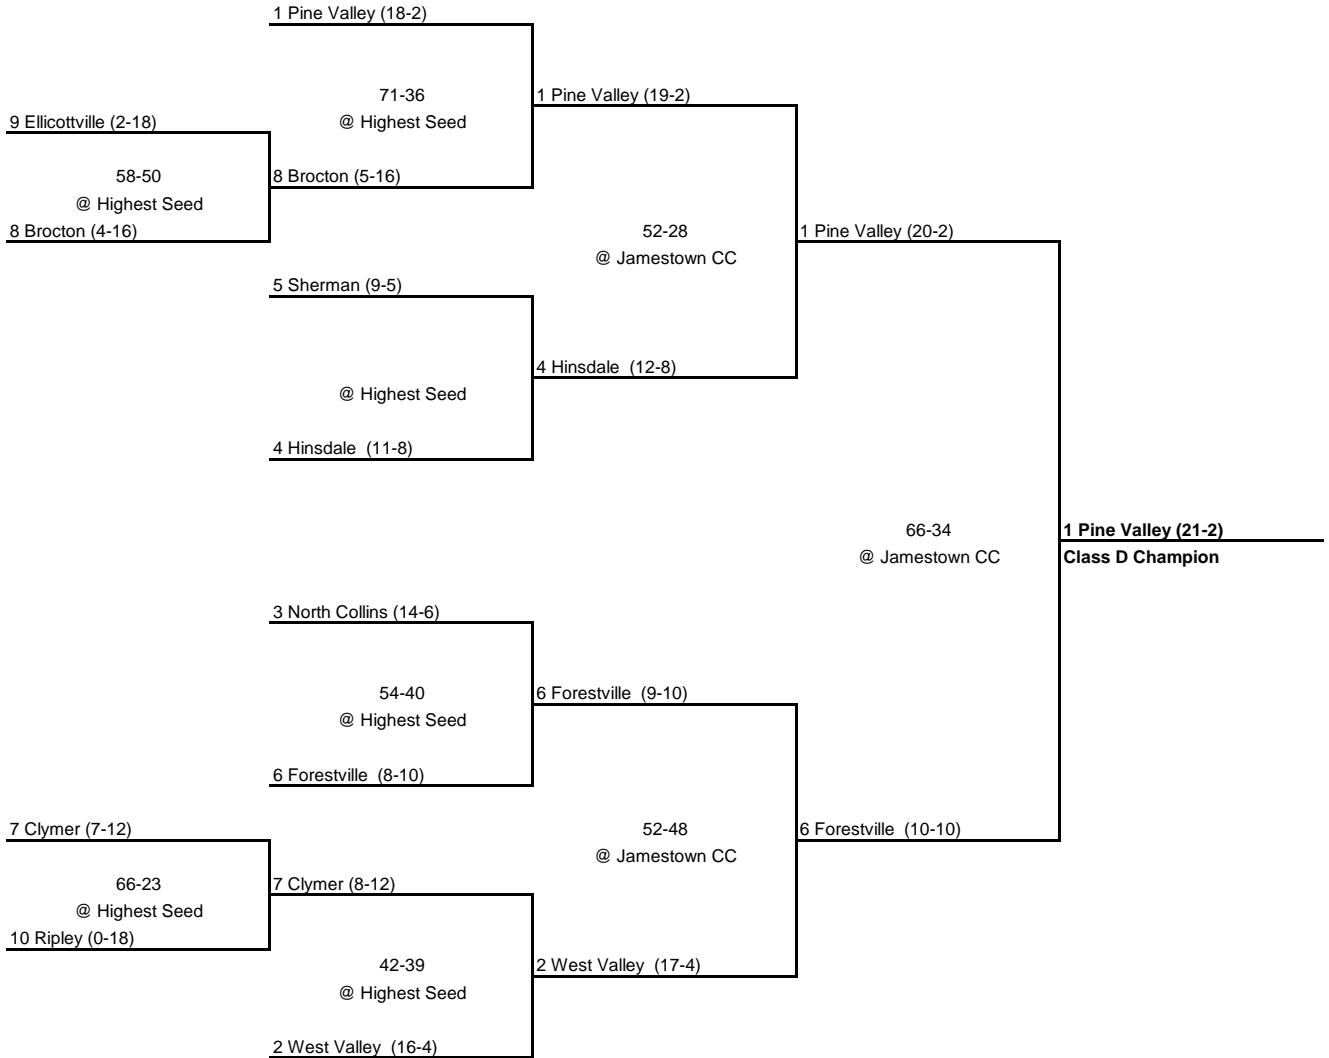 1 Pine Valley (18-2)
71-36
1 Pine Valley (19-2)
9 Ellicottville (2-18)
@ Highest Seed
58-50
8 Brocton (5-16)
@ Highest Seed
8 Brocton (4-16)
52-28
1 Pine Valley (20-2)
@ Jamestown CC
5 Sherman (9-5)
4 Hinsdale (12-8)
@ Highest Seed
4 Hinsdale (11-8)
66-34
1 Pine Valley (21-2)
@ Jamestown CC
Class D Champion
3 North Collins (14-6)
54-40
6 Forestville (9-10)
@ Highest Seed
6 Forestville (8-10)
7 Clymer (7-12)
52-48
6 Forestville (10-10)
@ Jamestown CC
66-23
7 Clymer (8-12)
@ Highest Seed
10 Ripley (0-18)
42-39
2 West Valley (17-4)
@ Highest Seed
2 West Valley (16-4)